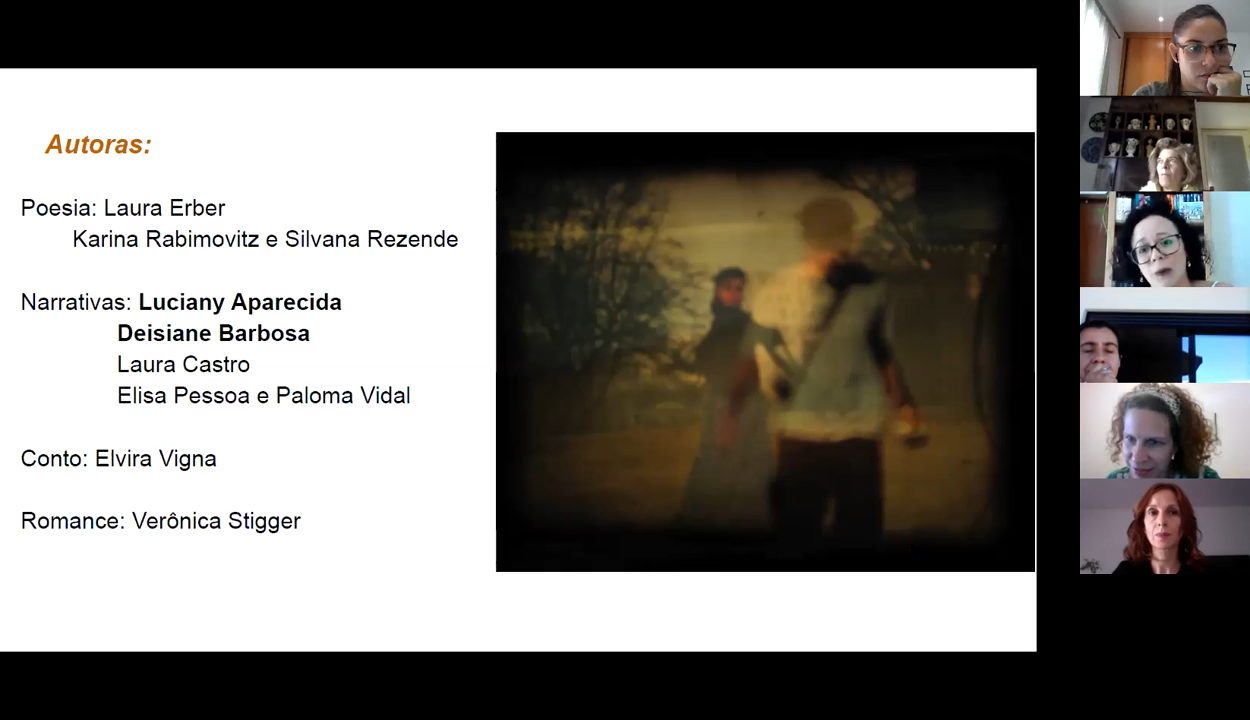 Autoras:
Poesia: Laura Erber
Karina Rabimovitz e Silvana Rezende
Narrativas: Luciany Aparecida
Deisiane Barbosa
Laura Castro
Elisa Pessoa e Paloma Vidal
Conto: Elvira Vigna
Romance: Verônica Stigger